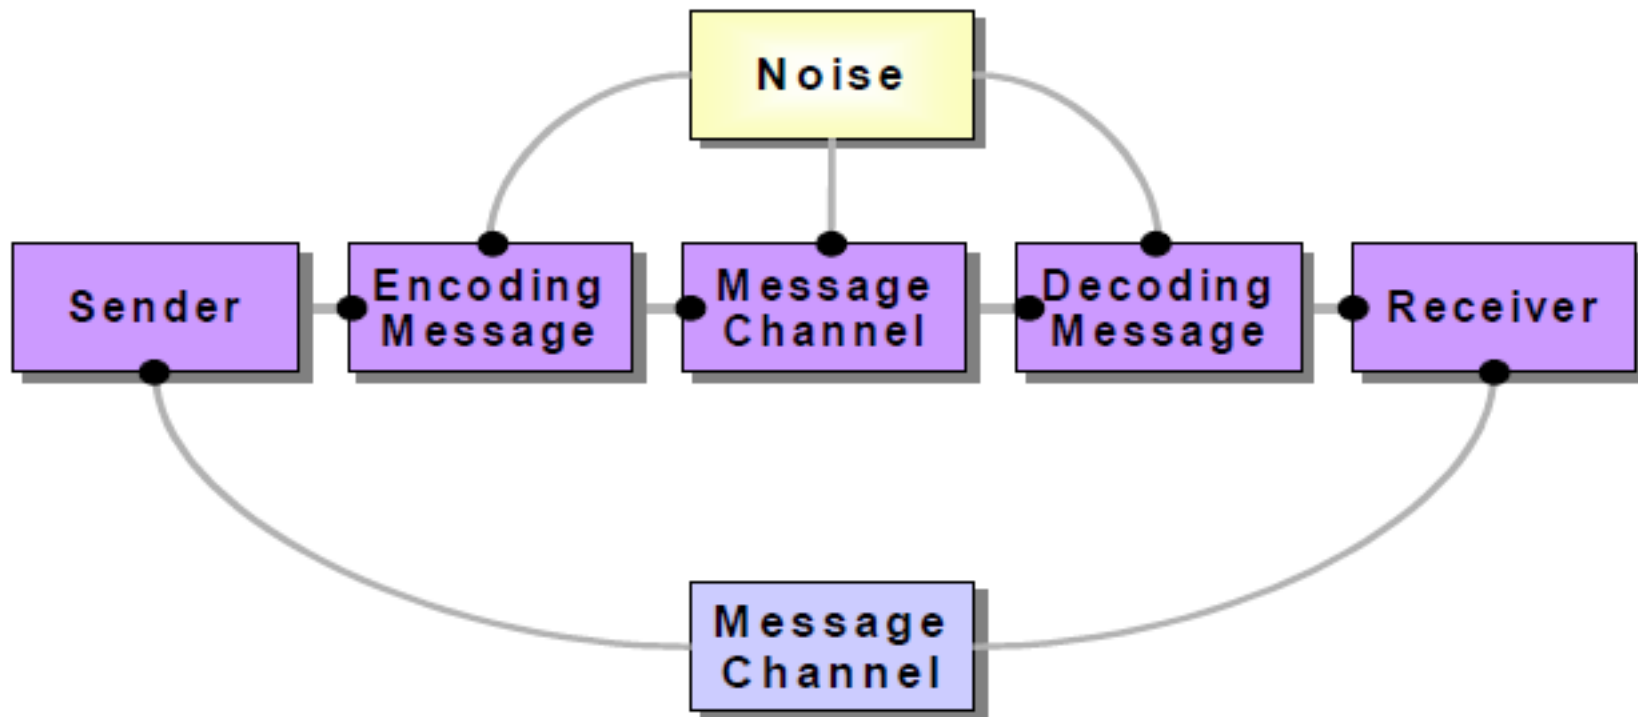 Noise
Sender
Encoding
Message
Message
Channel
Decoding
Message
Receiver
Message
Channel